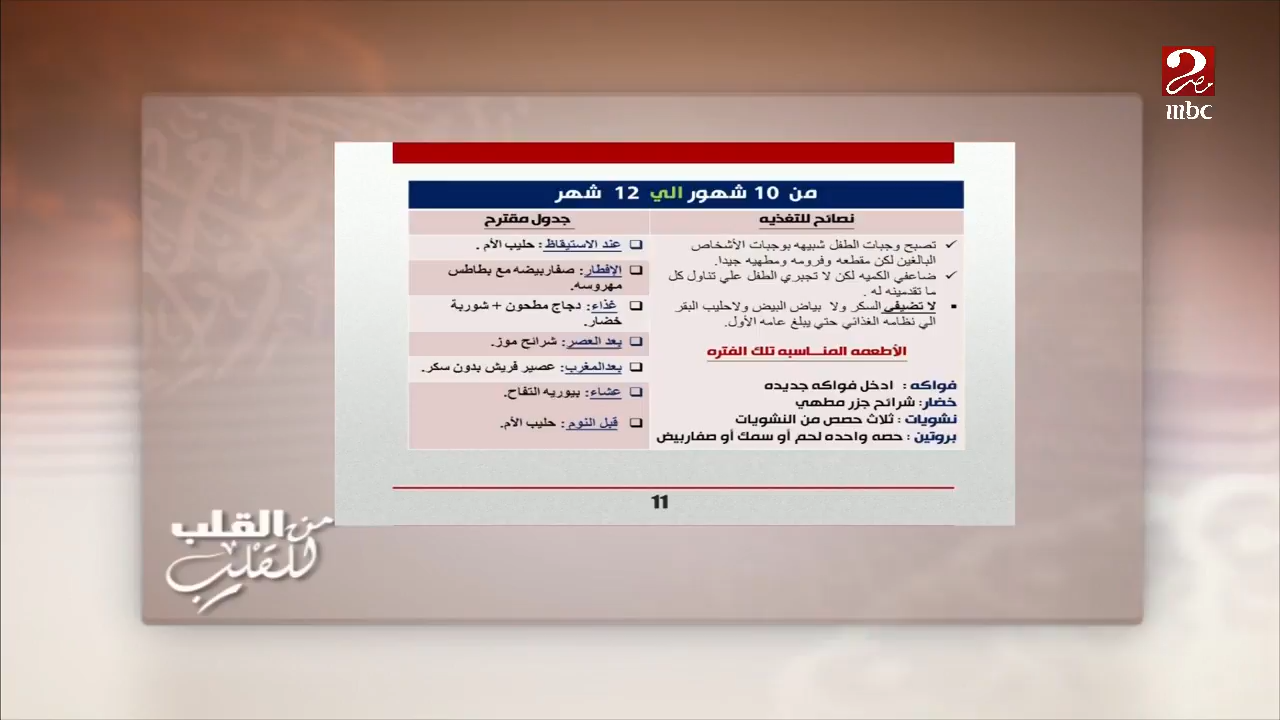 mbc
من 10 شهور الي 12 شهر
نصائح للتغذيه
تصبح وجبات الطفل شبيهه بوجبات الأشخاص
البالغين لكن مقطعه وفرومه ومطهيه جيدا.
ضاعفي الكميه لكن لا تجبري الطفل علي تناول كل
ما تقدمينه له .
لا تضيفي السكر ولا بياض البيض ولاحليب البقر
الي نظامه الغذائي حتي يبلغ عامه الأول.
الأطعمه المناسبه تلك الفتره
فواكه : ادخل فواكه جديده
خضار: شرائح جزر مطهي
نشويات : ثلاث حصص من النشويات
بروتين : حصه واحده لحم أو سمك أو صفاربيض
جدول مقترح
عند الاستيقاظ: حليب الأم .
الإفطار: صفاربيضه مع بطاطس
مهروسه.
غذاء: دجاج مطحون + شوربة
خضار.
بعد العصر: شرائح موز.
بعدالمغرب: عصير فريش بدون سكر.
عشاء: بيوريه التفاح.
قبل النوم: حليب الأم.
11
من القلب
للقلب